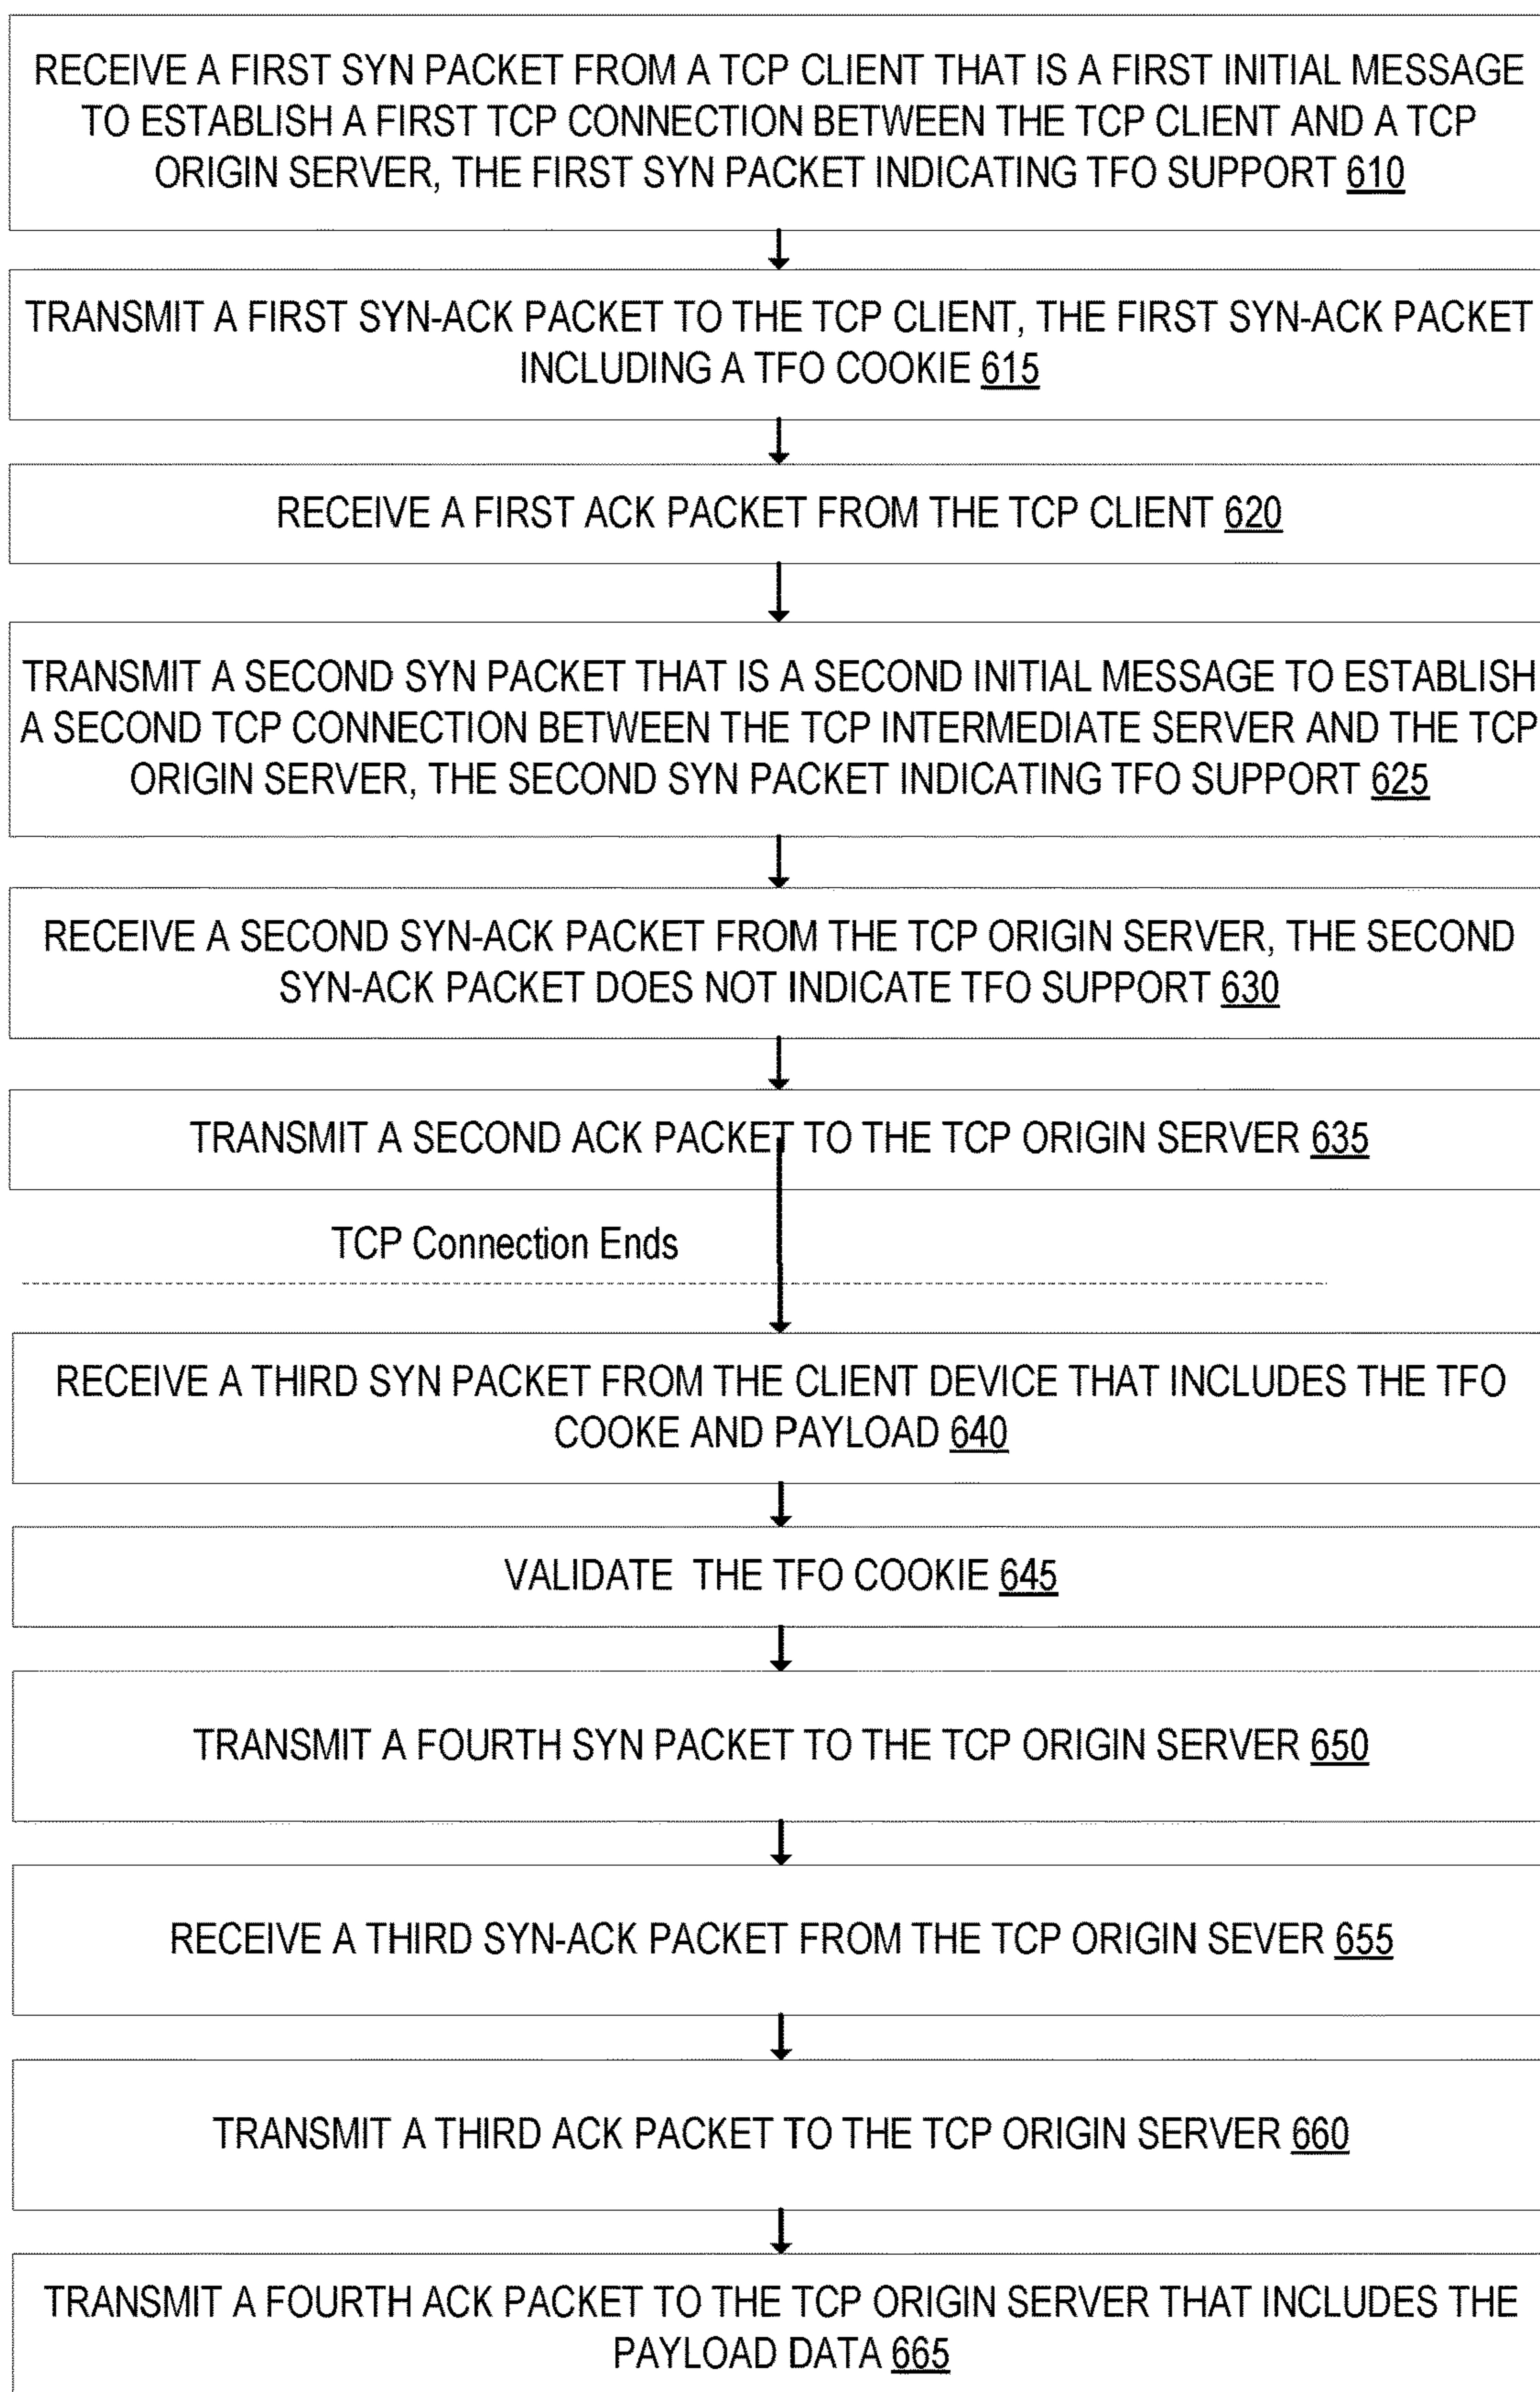 RECEIVE A FIRST SYN PACKET FROM A TCP CLIENT THAT IS A FIRST INITIAL MESSAGE
TO ESTABLISH A FIRST TCP CONNECTION BETWEEN THE TCP CLIENT AND A TCP
ORIGIN SERVER, THE FIRST SYN PACKET INDICATING TFO SUPPORT 610
TRANSMIT A FIRST SYN-ACK PACKET TO THE TCP CLIENT, THE FIRST SYN-ACK PACKET
INCLUDING A TFO COOKIE 615
RECEIVE A FIRST ACK PACKET FROM THE TCP CLIENT 620
TRANSMIT A SECOND SYN PACKET THAT IS A SECOND INITIAL MESSAGE TO ESTABLISH
A SECOND TCP CONNECTION BETWEEN THE TCP INTERMEDIATE SERVER AND THE TCP
ORIGIN SERVER, THE SECOND SYN PACKET INDICATING TFO SUPPORT 625
RECEIVE A SECOND SYN-ACK PACKET FROM THE TCP ORIGIN SERVER, THE SECOND
SYN-ACK PACKET DOES NOT INDICATE TFO SUPPORT 630
TRANSMIT A SECOND ACK PACKET TO THE TCP ORIGIN SERVER 635
TCP Connection Ends
RECEIVE A THIRD SYN PACKET FROM THE CLIENT DEVICE THAT INCLUDES THE TFO
COOKE AND PAYLOAD 640
VALIDATE THE TFO COOKIE 645
TRANSMIT A FOURTH SYN PACKET TO THE TCP ORIGIN SERVER 650
RECEIVE A THIRD SYN-ACK PACKET FROM THE TCP ORIGIN SEVER 655
TRANSMIT A THIRD ACK PACKET TO THE TCP ORIGIN SERVER 660
TRANSMIT A FOURTH ACK PACKET TO THE TCP ORIGIN SERVER THAT INCLUDES THE
PAYLOAD DATA 665